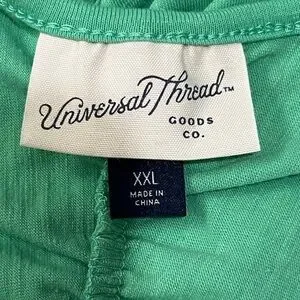 Universal Thread™
GOODS
CO.
XXL
MADE IN
CHINA